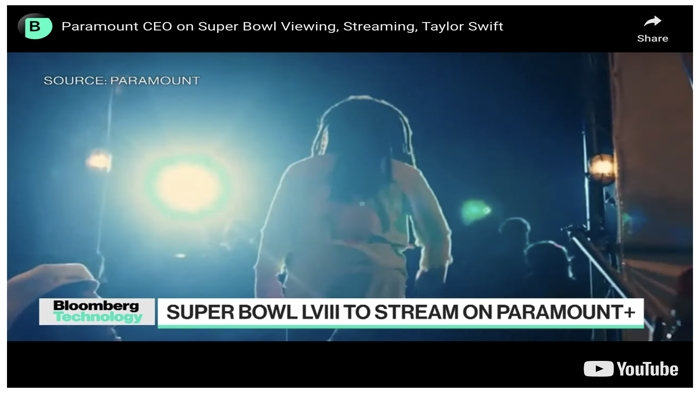 B
Paramount CEO on Super Bowl Viewing, Streaming, Taylor Swift
Share
SOURCE: PARAMOUNT
Bloomberg
Technology
SUPER BOWL LVIII TO STREAM ON PARAMOUNT+
YouTube